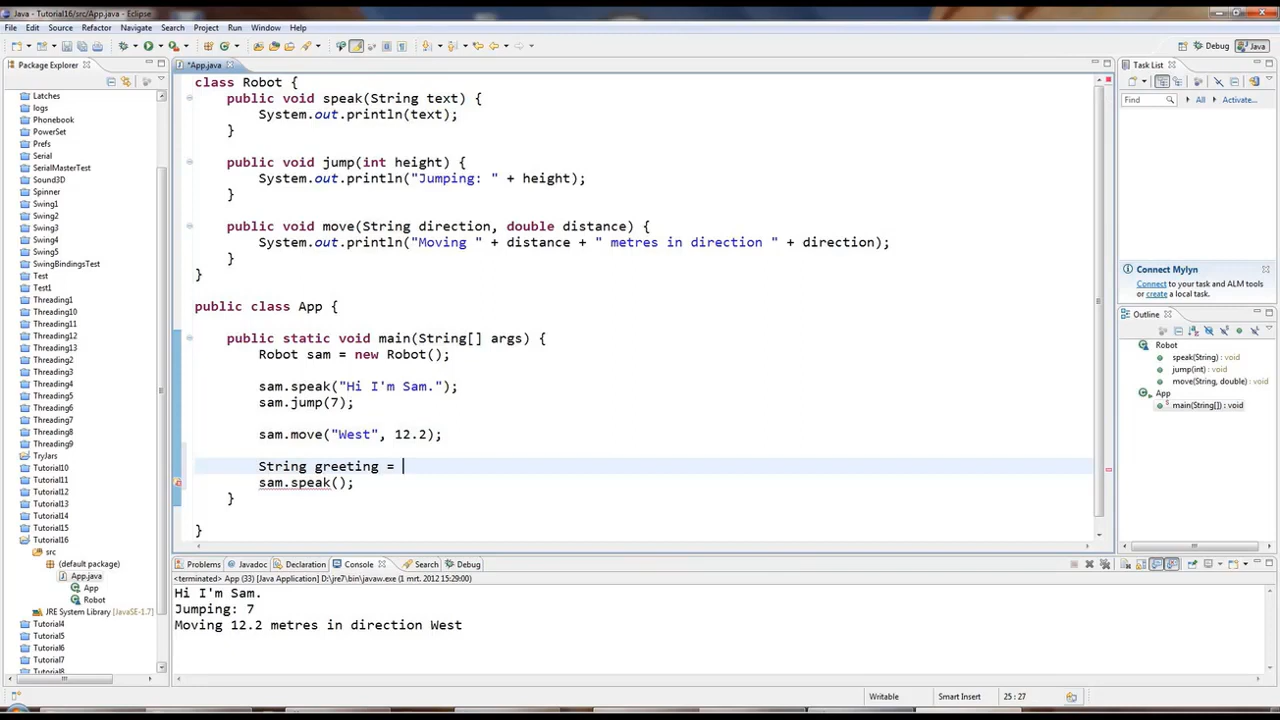 Java - Tutorial16/src/App.java - Eclipse
File Edit Source Refactor Navigate Search Project Run Window Help
Debug Java
Package Explorer
Latches
logs
Phonebook
PowerSet
Prefs
Serial
SerialMasterTest
Sound3D
Spinner
Swing1
Swing2
Swing3
Swing4
Swing5
SwingBindingsTest
Test
Test1
Threading1
Threading10
Threading11
Threading12
Threading13
Threading2
Threading3
Threading4
Threading5
Threading6
Threading7
Threading8
Threading9
TryJars
Tutorial10
Tutorial11
Tutorial12
Tutorial13
Tutorial14
Tutorial15
Tutorial16
src
(default package)
App.java
App
Robot
JRE System Library [JavaSE-1.7]
Tutorial4
Tutorial5
Tutorial6
Tutorial7
Tutorial8
*App.java
class Robot {
public void speak(String text) {
System.out.println(text);
}
public void jump(int height) {
System.out.println("Jumping: " + height);
}
public void move(String direction, double distance) {
System.out.println("Moving " + distance + " metres in direction " + direction);
}
}
public class App {
public static void main(String[] args) {
Robot sam = new Robot();
sam.speak("Hi I'm Sam.");
sam.jump(7);
sam.move("West", 12.2);
String greeting =
sam.speak();
}
}
Problems Javadoc Declaration Console Search Debug
<terminated> App (33) [Java Application] D:\jre7\bin\javaw.exe (1 mrt. 2012 15:29:00)
Hi I'm Sam.
Jumping: 7
Moving 12.2 metres in direction West
Task List
Find All Activate...
Connect Mylyn
Connect to your task and ALM tools
or create a local task.
Outline
Robot
speak(String) : void
jump(int) : void
move(String, double) : void
App
main(String[]) : void
Writable Smart Insert 25 : 27